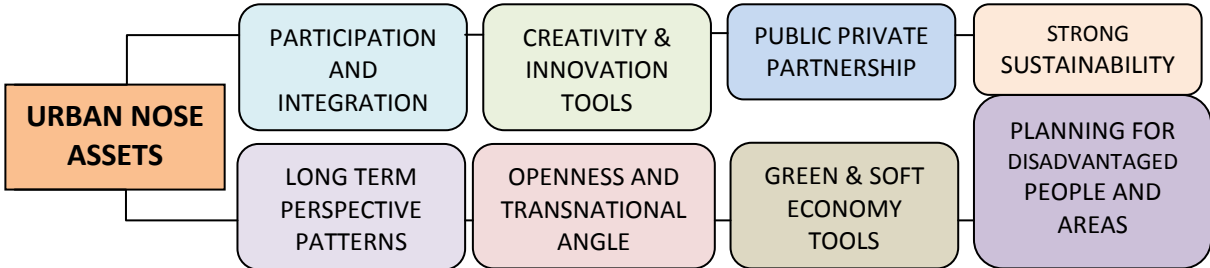 URBAN NOSE
ASSETS
PARTICIPATION
AND
INTEGRATION
CREATIVITY &
INNOVATION
TOOLS
PUBLIC PRIVATE
PARTNERSHIP
STRONG
SUSTAINABILITY
LONG TERM
PERSPECTIVE
PATTERNS
OPENNESS AND
TRANSNATIONAL
ANGLE
GREEN & SOFT
ECONOMY
TOOLS
PLANNING FOR
DISADVANTAGED
PEOPLE AND
AREAS